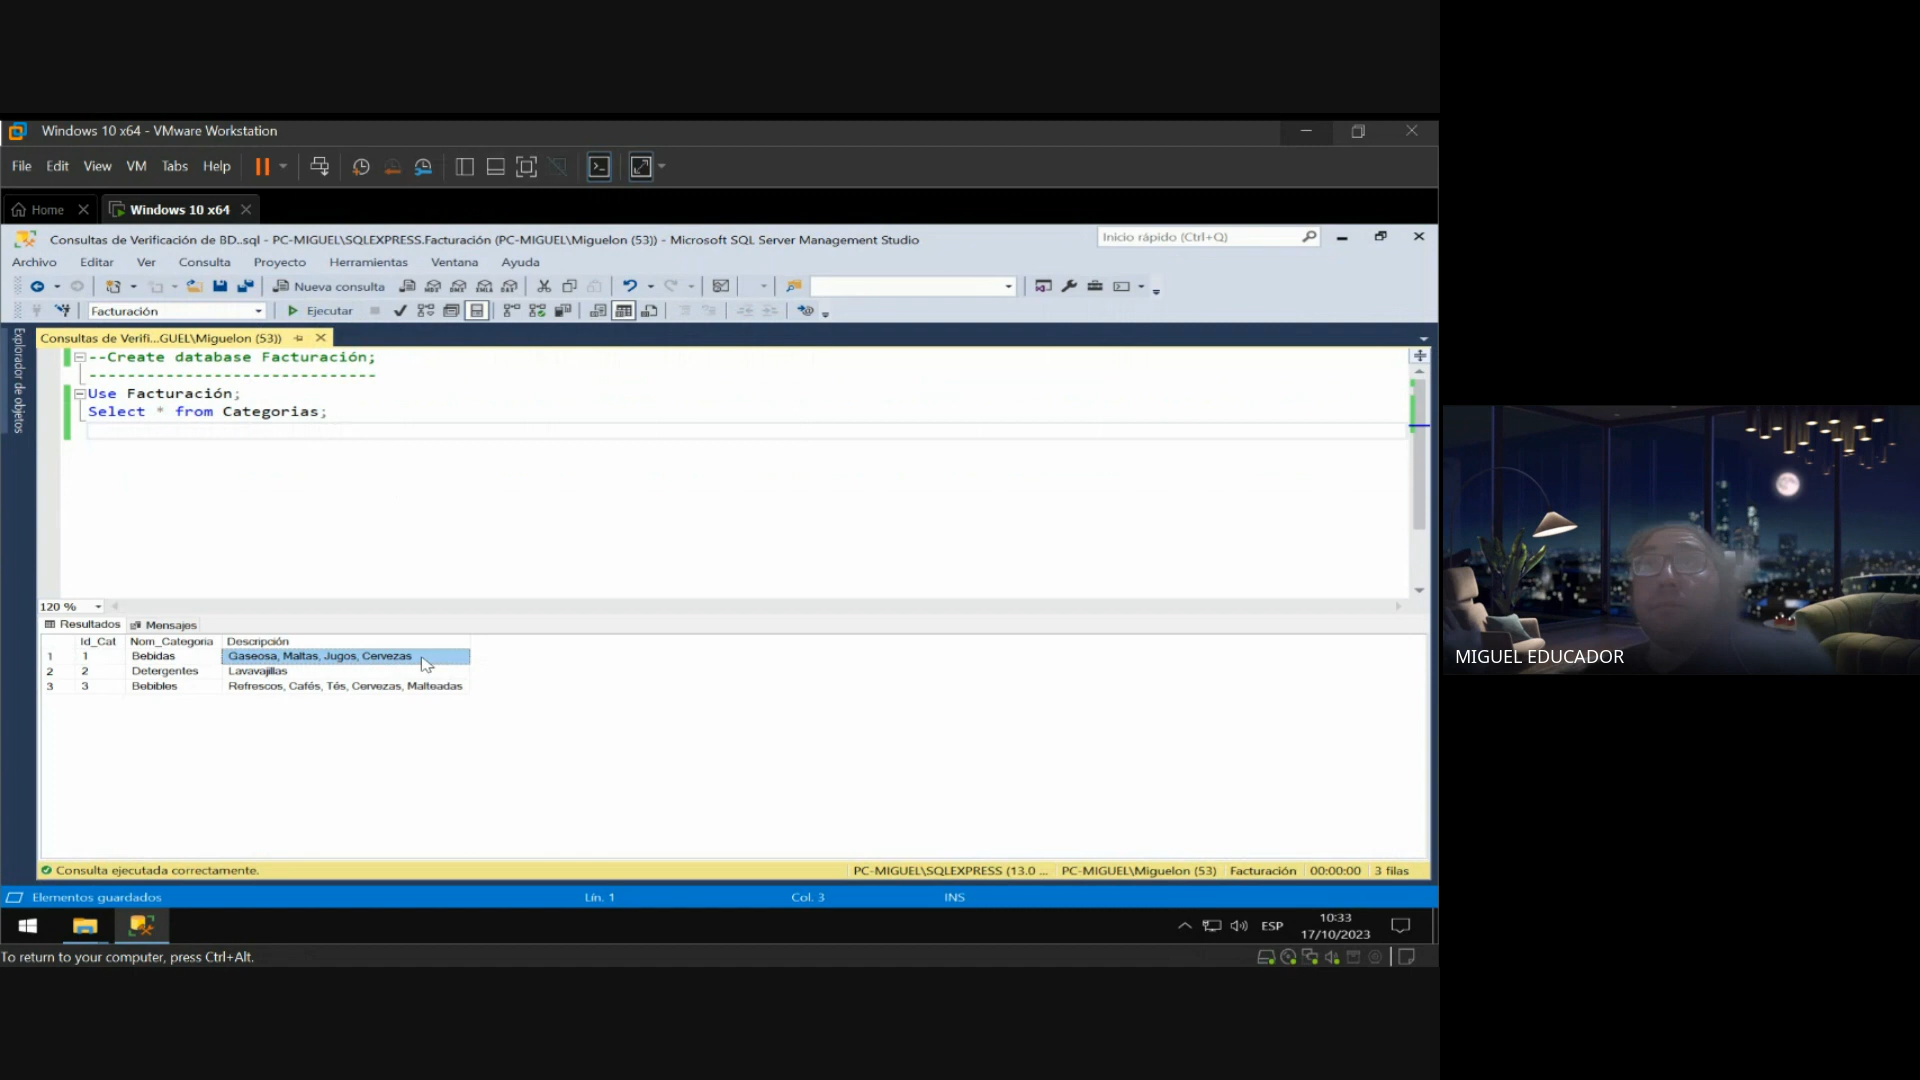 Windows 10 x64 - VMware Workstation
File Edit View VM Tabs Help
Home Windows 10 x64
Consultas de Verificación de BD..sql - PC-MIGUEL\SQLEXPRESS.Facturación (PC-MIGUEL\Miguelon (53)) - Microsoft SQL Server Management Studio
Inicio rápido (Ctrl+Q)
Archivo Editar Ver Consulta Proyecto Herramientas Ventana Ayuda
Nueva consulta
Facturación Ejecutar
Explorador de objetos
Consultas de Verifi...GUEL\Miguelon (53))
--Create database Facturación;
------------------------------
Use Facturación;
Select * from Categorias;
120 %
Resultados Mensajes
Id_Cat Nom_Categoria Descripción
1 1 Bebidas Gaseosa, Maltas, Jugos, Cervezas
2 2 Detergentes Lavavajillas
3 3 Bebibles Refrescos, Cafés, Tés, Cervezas, Malteadas
Consulta ejecutada correctamente. PC-MIGUEL\SQLEXPRESS (13.0 ... PC-MIGUEL\Miguelon (53) Facturación 00:00:00 3 filas
Elementos guardados Lín. 1 Col. 3 INS
ESP
10:33
17/10/2023
To return to your computer, press Ctrl+Alt.
MIGUEL EDUCADOR